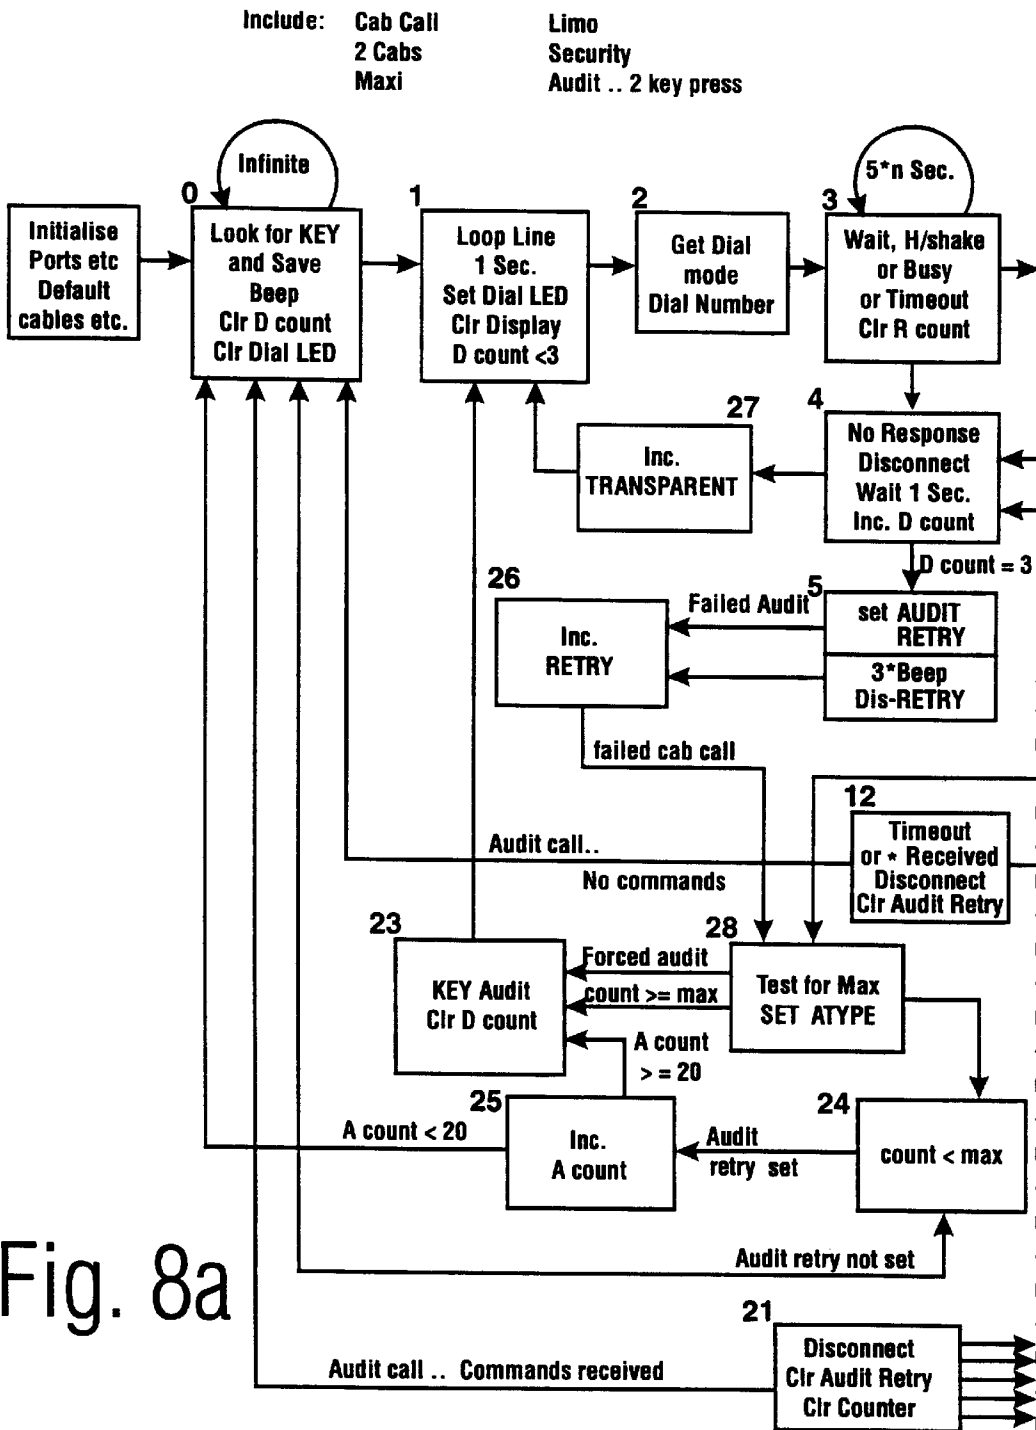 Include: Cab Call Limo
2 Cabs Security
Maxi Audit .. 2 key press
Infinite
5*n Sec.
0
1
2
3
Initialise
Ports etc
Default
cables etc.
Look for KEY
and Save
Beep
Clr D count
Clr Dial LED
Loop Line
1 Sec.
Set Dial LED
Clr Display
D count <3
Get Dial
mode
Dial Number
Wait, H/shake
or Busy
or Timeout
Clr R count
27
Inc.
TRANSPARENT
4
No Response
Disconnect
Wait 1 Sec.
Inc. D count
D count = 3
26
Inc.
RETRY
Failed Audit
5
set AUDIT
RETRY
3*Beep
Dis-RETRY
failed cab call
12
Timeout
or * Received
Disconnect
Clr Audit Retry
Audit call..
No commands
23
KEY Audit
Clr D count
Forced audit
count >= max
28
Test for Max
SET ATYPE
A count
> = 20
25
Inc.
A count
A count < 20
Audit
retry set
24
count < max
Audit retry not set
Fig. 8a
21
Disconnect
Clr Audit Retry
Clr Counter
Audit call .. Commands received